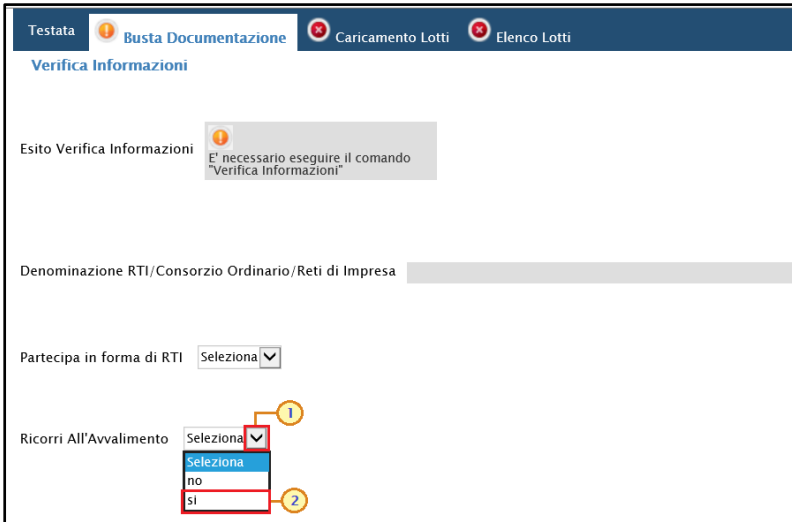 Testata Busta Documentazione Caricamento Lotti Elenco Lotti
Verifica Informazioni
Esito Verifica Informazioni
E' necessario eseguire il comando
"Verifica Informazioni"
Denominazione RTI/Consorzio Ordinario/Reti di Impresa
Partecipa in forma di RTI Seleziona
1
Ricorri All'Avvalimento Seleziona
Seleziona
no
si 2